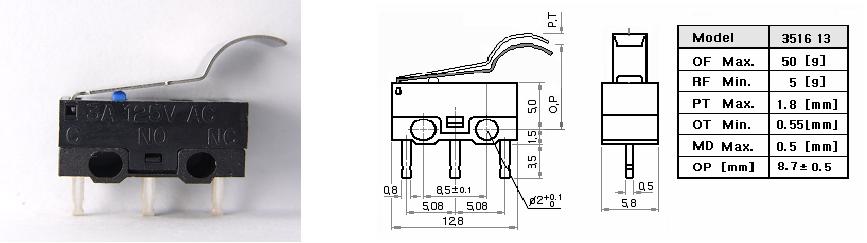 3A 125V AC
C NO NC
P,T
O,P
5,0
1,5
3,5
0,8
8,5±0.1
ø2+0.1 0
5,08 5,08
12,8
0,5
5,8
Model 3516 13
OF Max. 50 [g]
RF Min. 5 [g]
PT Max. 1.8 [mm]
OT Min. 0.55[mm]
MD Max. 0.5 [mm]
OP [mm] 8.7±0.5